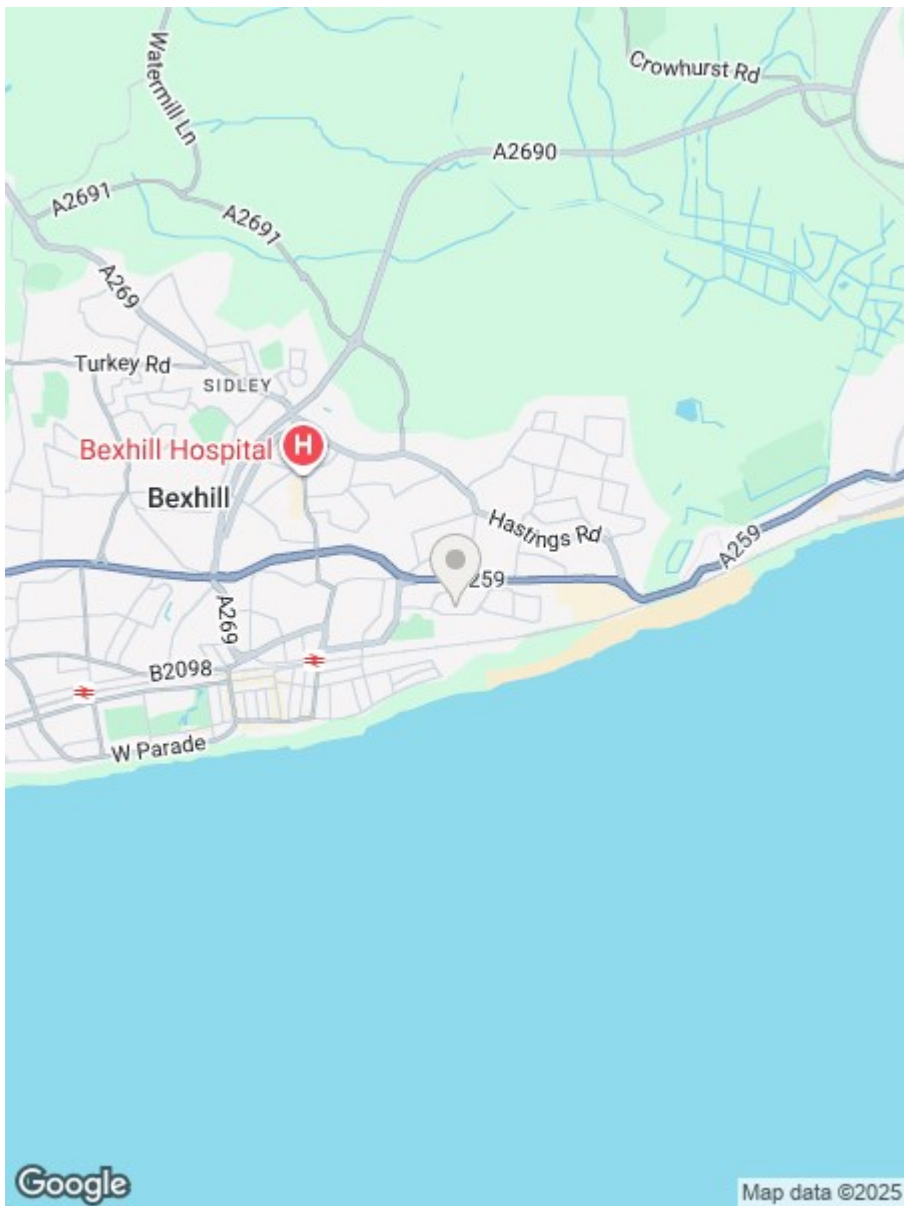 Watermill Ln
Crowhurst Rd
A2690
A2691
A2691
A269
Turkey Rd
SIDLEY
Bexhill Hospital
H
Bexhill
Hastings Rd
A259
259
A269
B2098
W Parade
Google
Map data ©2025